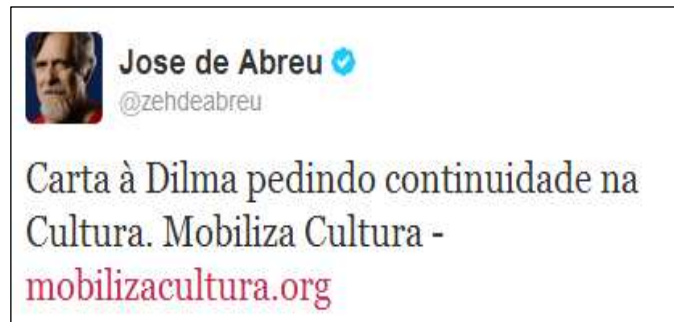 Jose de Abreu
@zehdeabreu
Carta à Dilma pedindo continuidade na
Cultura. Mobiliza Cultura -
mobilizacultura.org